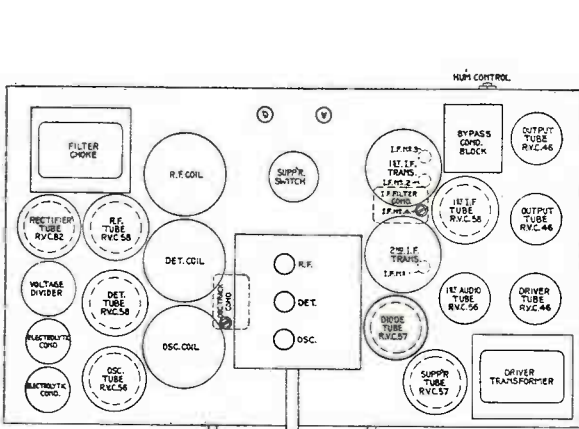 HUM CONTROL
FILTER
CHOKE
R.F. COIL
SUPP'R.
SWITCH
I.F. NO. 3
1ST. I.F.
TRANS.
I.F. NO. 2
I.F. FILTER
COND.
I.F. NO. 4
BYPASS
COND.
BLOCK
OUTPUT
TUBE
R.V.C. 46
RECTIFIER
TUBE
R.V.C. 82
R.F.
TUBE
R.V.C. 58
1ST I.F.
TUBE
R.V.C. 58
OUTPUT
TUBE
R.V.C. 46
DET. COIL
2ND. I.F.
TRANS.
I.F. NO. 1
R.F.
VOLTAGE
DIVIDER
DET.
TUBE
R.V.C. 58
OSC. TRACK
COND
DET.
1ST AUDIO
TUBE
R.V.C. 56
DRIVER
TUBE
R.V.C. 46
ELECTROLYTIC
COND
OSC. COIL
OSC.
DIODE
TUBE
R.V.C. 57
ELECTROLYTIC
COND.
OSC.
TUBE
R.V.C. 56
SUPP'R
TUBE
R.V.C. 57
DRIVER
TRANSFORMER